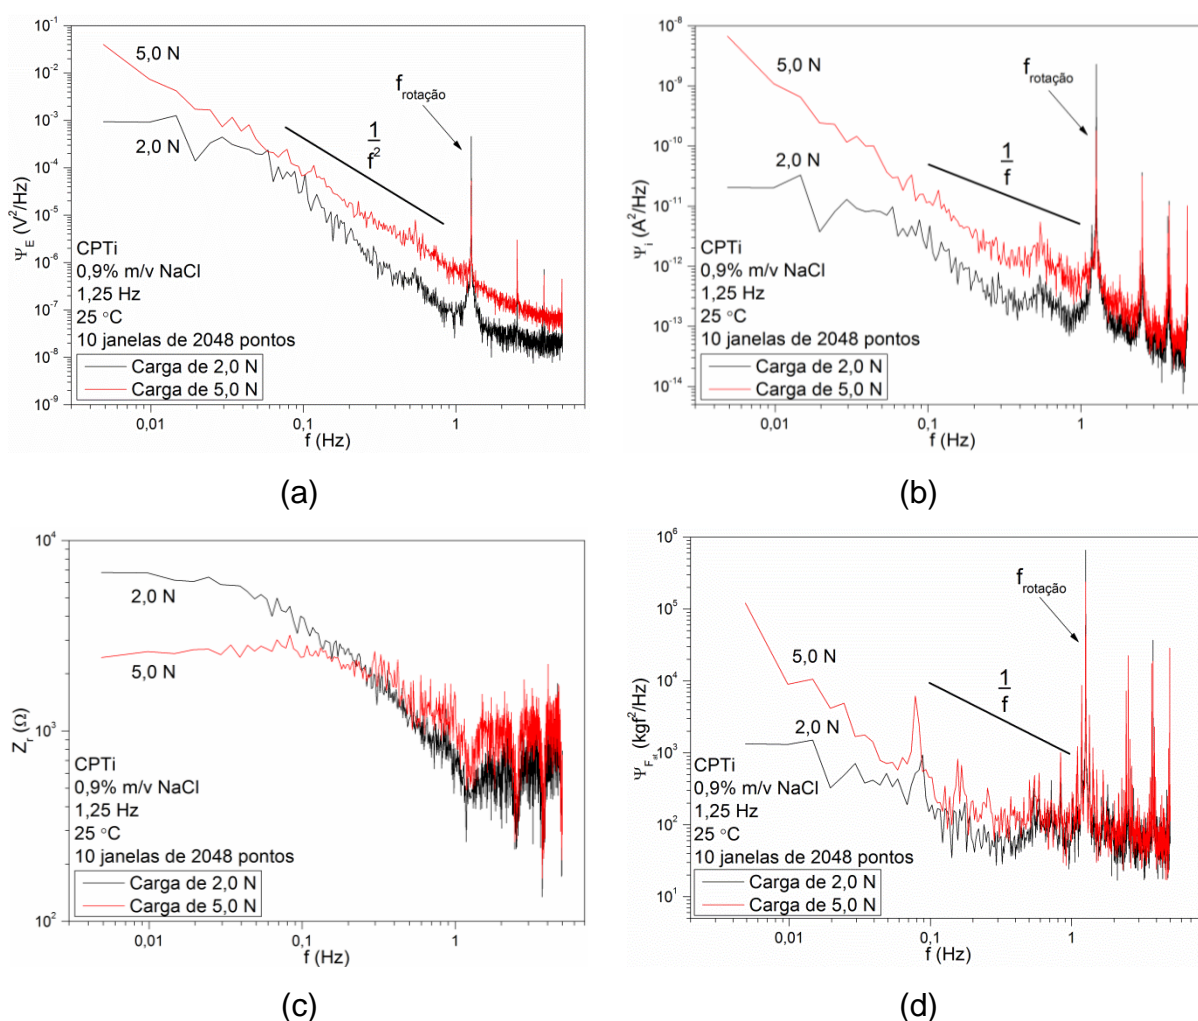 10⁻¹
10⁻²
10⁻³
10⁻⁴
10⁻⁵
10⁻⁶
10⁻⁷
10⁻⁸
10⁻⁹
Ψ_E (V²/Hz)
5,0 N
2,0 N
1/f²
f_rotação
CPTi
0,9% m/v NaCl
1,25 Hz
25 °C
10 janelas de 2048 pontos
Carga de 2,0 N
Carga de 5,0 N
0,01 0,1 1
f (Hz)
(a)
10⁻⁸
10⁻⁹
10⁻¹⁰
10⁻¹¹
10⁻¹²
10⁻¹³
10⁻¹⁴
Ψ_i (A²/Hz)
5,0 N
2,0 N
1/f
f_rotação
CPTi
0,9% m/v NaCl
1,25 Hz
25 °C
10 janelas de 2048 pontos
Carga de 2,0 N
Carga de 5,0 N
0,01 0,1 1
f (Hz)
(b)
10⁴
10³
10²
Z_r (Ω)
2,0 N
5,0 N
CPTi
0,9% m/v NaCl
1,25 Hz
25 °C
10 janelas de 2048 pontos
Carga de 2,0 N
Carga de 5,0 N
0,01 0,1 1
f (Hz)
(c)
10⁶
10⁵
10⁴
10³
10²
10¹
Ψ_F_at (kgf²/Hz)
5,0 N
2,0 N
1/f
f_rotação
CPTi
0,9% m/v NaCl
1,25 Hz
25 °C
10 janelas de 2048 pontos
Carga de 2,0 N
Carga de 5,0 N
0,01 0,1 1
f (Hz)
(d)